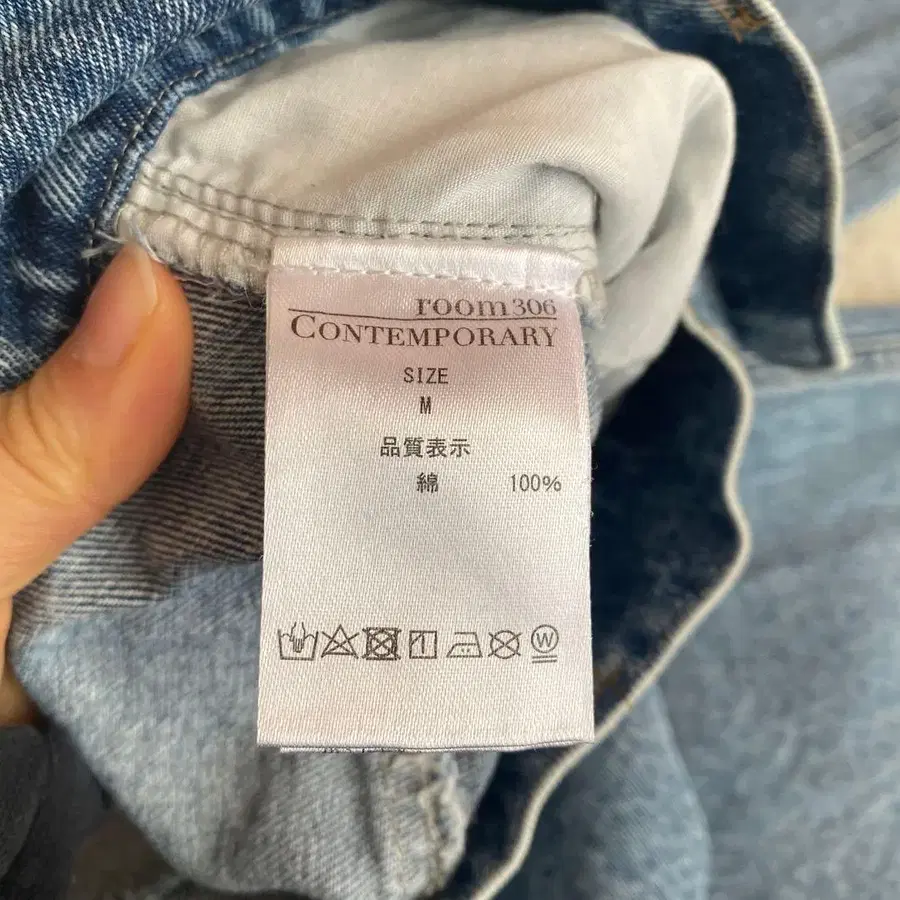 room306
CONTEMPORARY
SIZE
M
品質表示
綿 100%
W